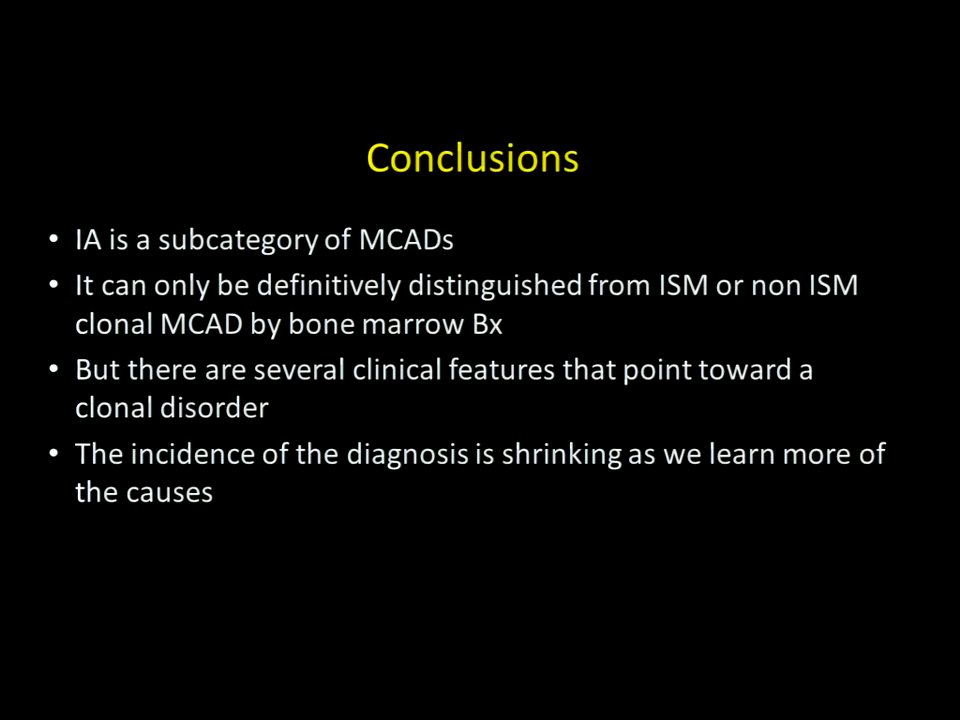 Conclusions
• IA is a subcategory of MCADs
• It can only be definitively distinguished from ISM or non ISM
clonal MCAD by bone marrow Bx
• But there are several clinical features that point toward a
clonal disorder
• The incidence of the diagnosis is shrinking as we learn more of
the causes